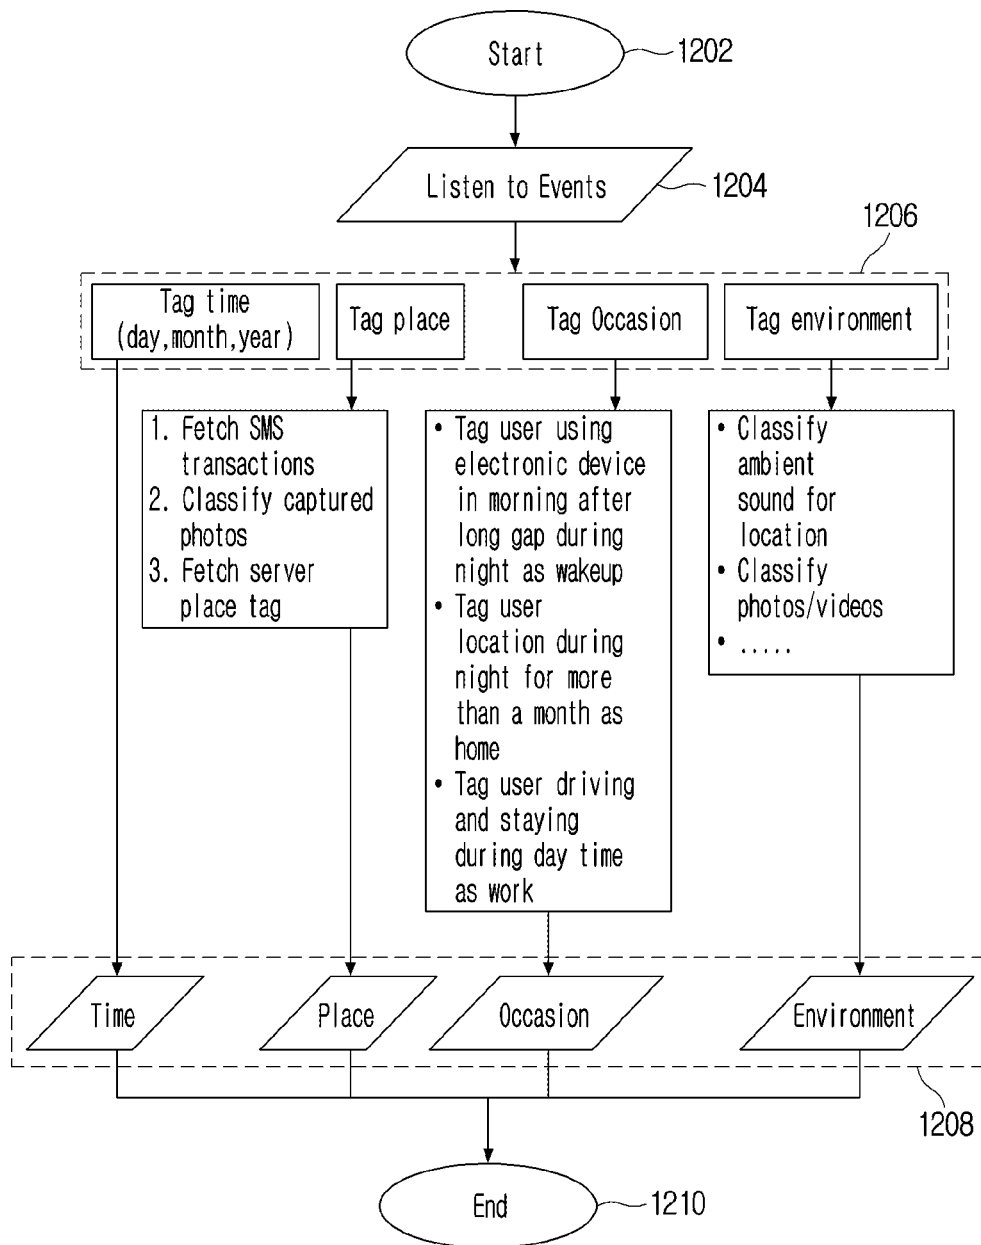 Start
1202
Listen to Events
1204
1206
Tag time
(day,month,year)
Tag place
Tag Occasion
Tag environment
1. Fetch SMS
transactions
2. Classify captured
photos
3. Fetch server
place tag
• Tag user using
electronic device
in morning after
long gap during
night as wakeup
• Tag user
location during
night for more
than a month as
home
• Tag user driving
and staying
during day time
as work
• Classify
ambient
sound for
location
• Classify
photos/videos
• .....
Time
Place
Occasion
Environment
1208
End
1210